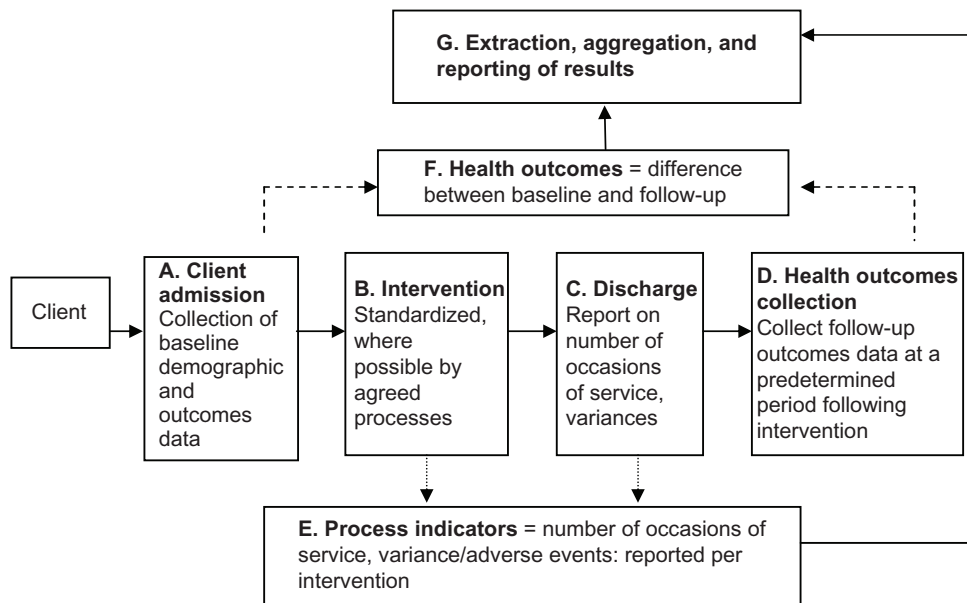 G. Extraction, aggregation, and
reporting of results
F. Health outcomes = difference
between baseline and follow-up
Client
A. Client
admission
Collection of
baseline
demographic
and
outcomes
data
B. Intervention
Standardized,
where
possible by
agreed
processes
C. Discharge
Report on
number of
occasions
of service,
variances
D. Health outcomes
collection
Collect follow-up
outcomes data at a
predetermined
period following
intervention
E. Process indicators = number of occasions of
service, variance/adverse events: reported per
intervention